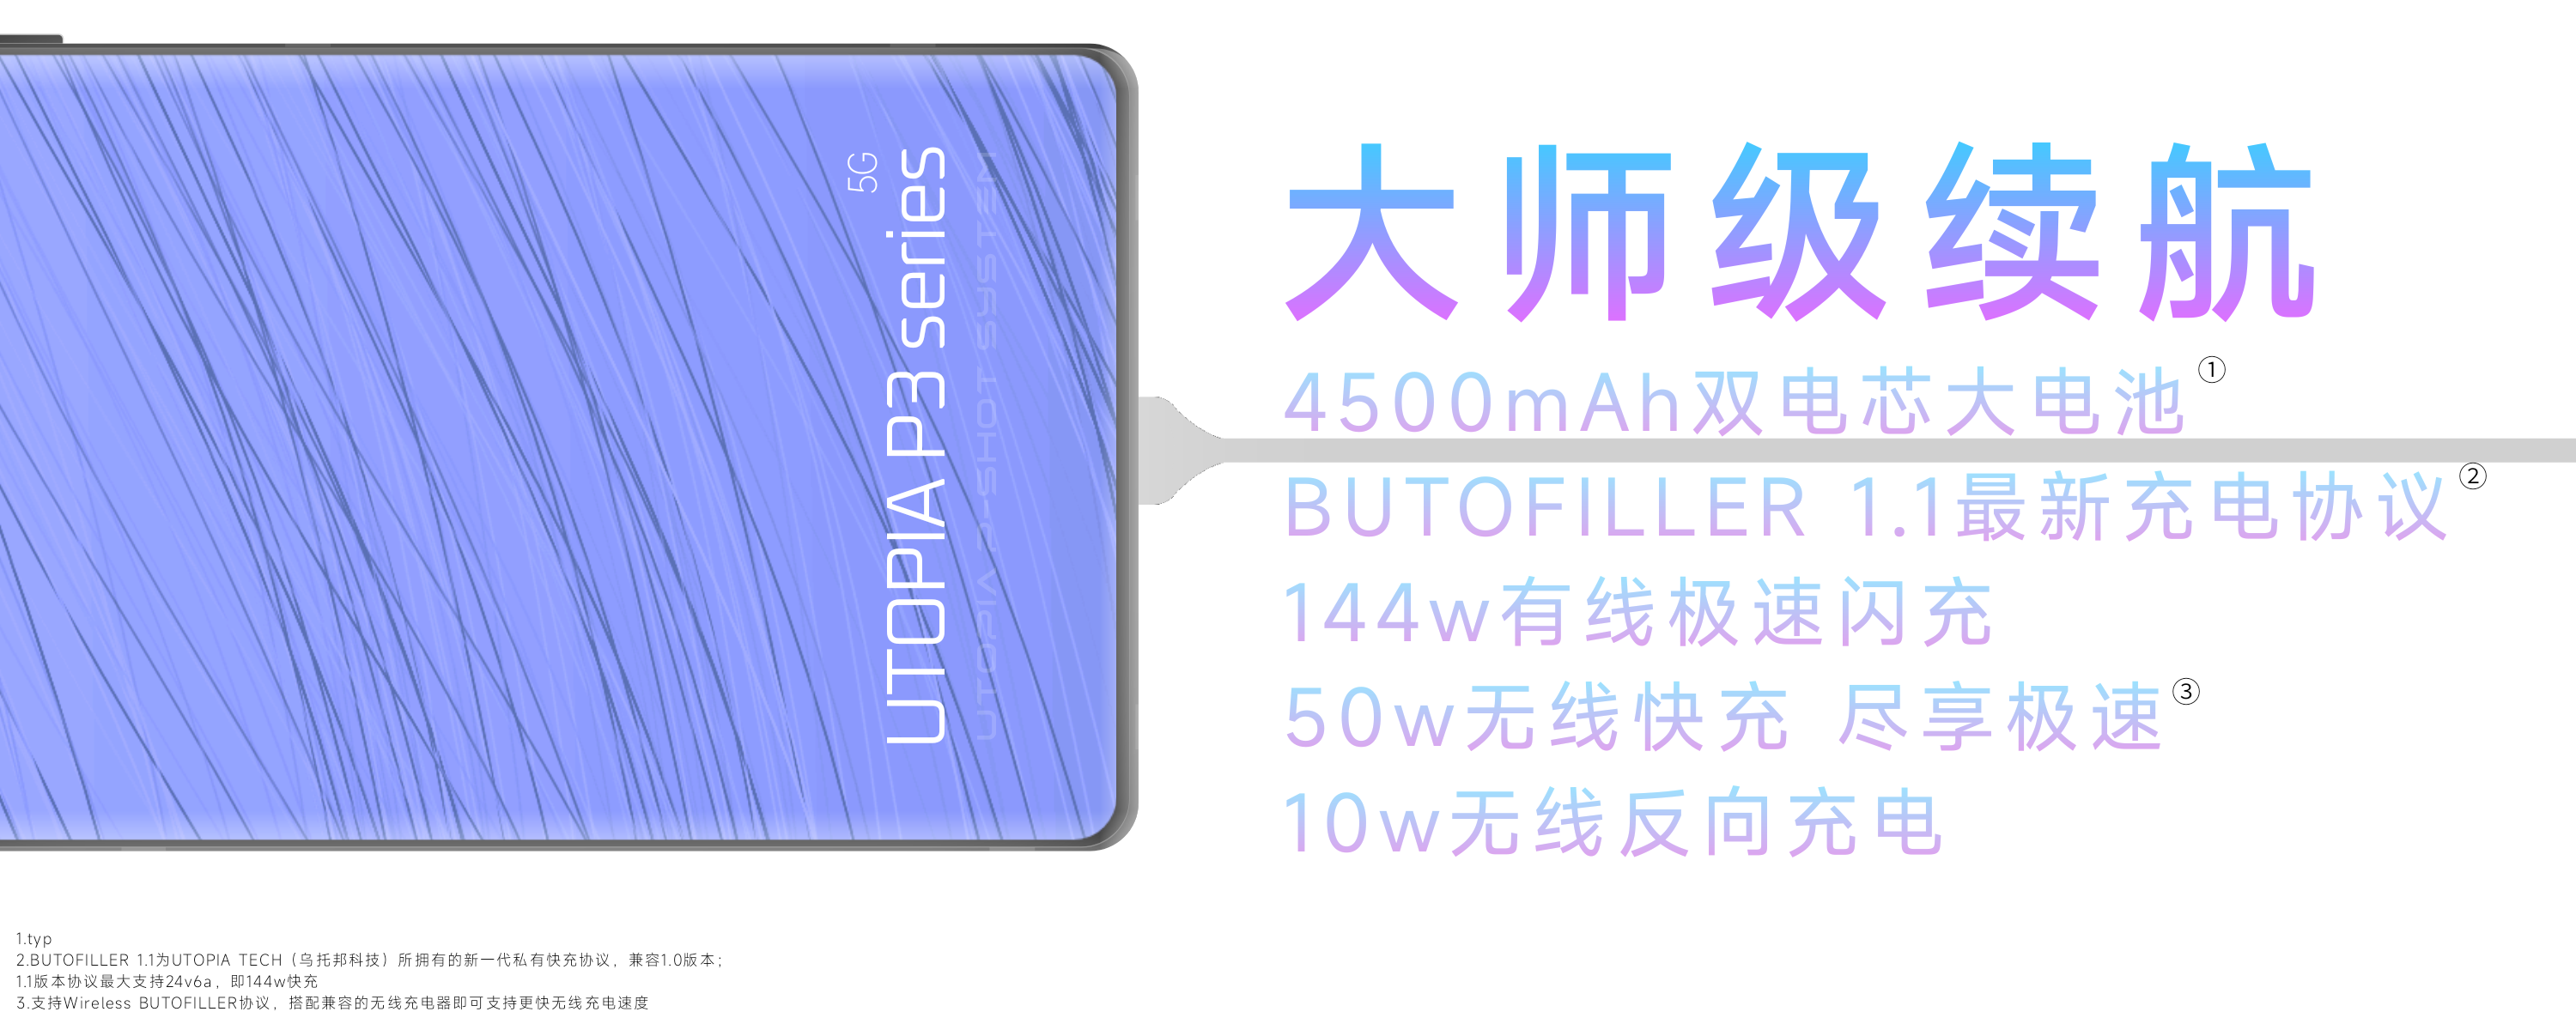 5G
UTOPIA P3 series
UTOPIA P-SHOT SYSTEM
大师级续航
4500mAh双电芯大电池①
BUTOFILLER 1.1最新充电协议②
144w有线极速闪充
50w无线快充 尽享极速③
10w无线反向充电
1.typ
2.BUTOFILLER 1.1为UTOPIA TECH（乌托邦科技）所拥有的新一代私有快充协议，兼容1.0版本；
1.1版本协议最大支持24v6a，即144w快充
3.支持Wireless BUTOFILLER协议，搭配兼容的无线充电器即可支持更快无线充电速度